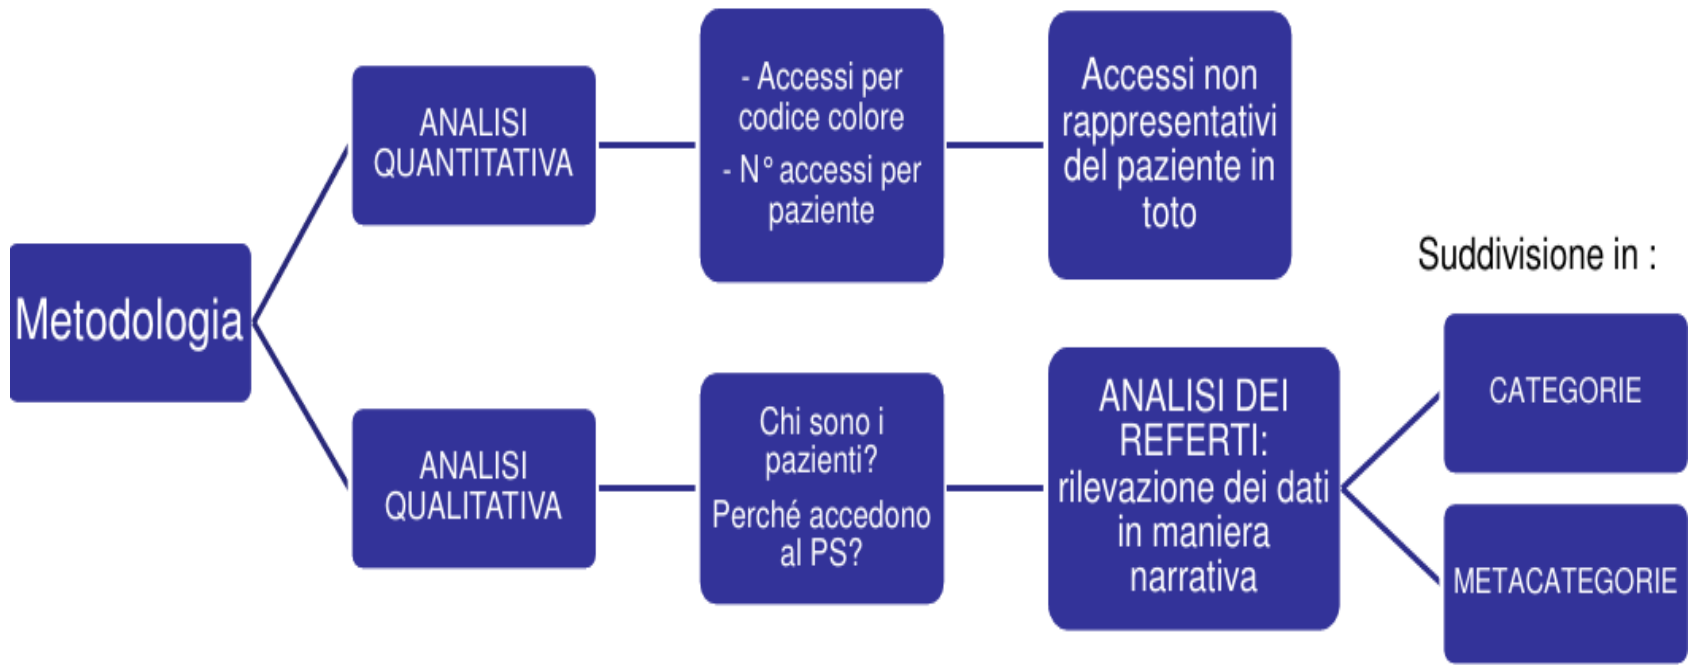 Metodologia
ANALISI
QUANTITATIVA
- Accessi per
codice colore
- N° accessi per
paziente
Accessi non
rappresentativi
del paziente in
toto
ANALISI
QUALITATIVA
Chi sono i
pazienti?
Perché accedono
al PS?
ANALISI DEI
REFERTI:
rilevazione dei dati
in maniera
narrativa
Suddivisione in :
CATEGORIE
METACATEGORIE